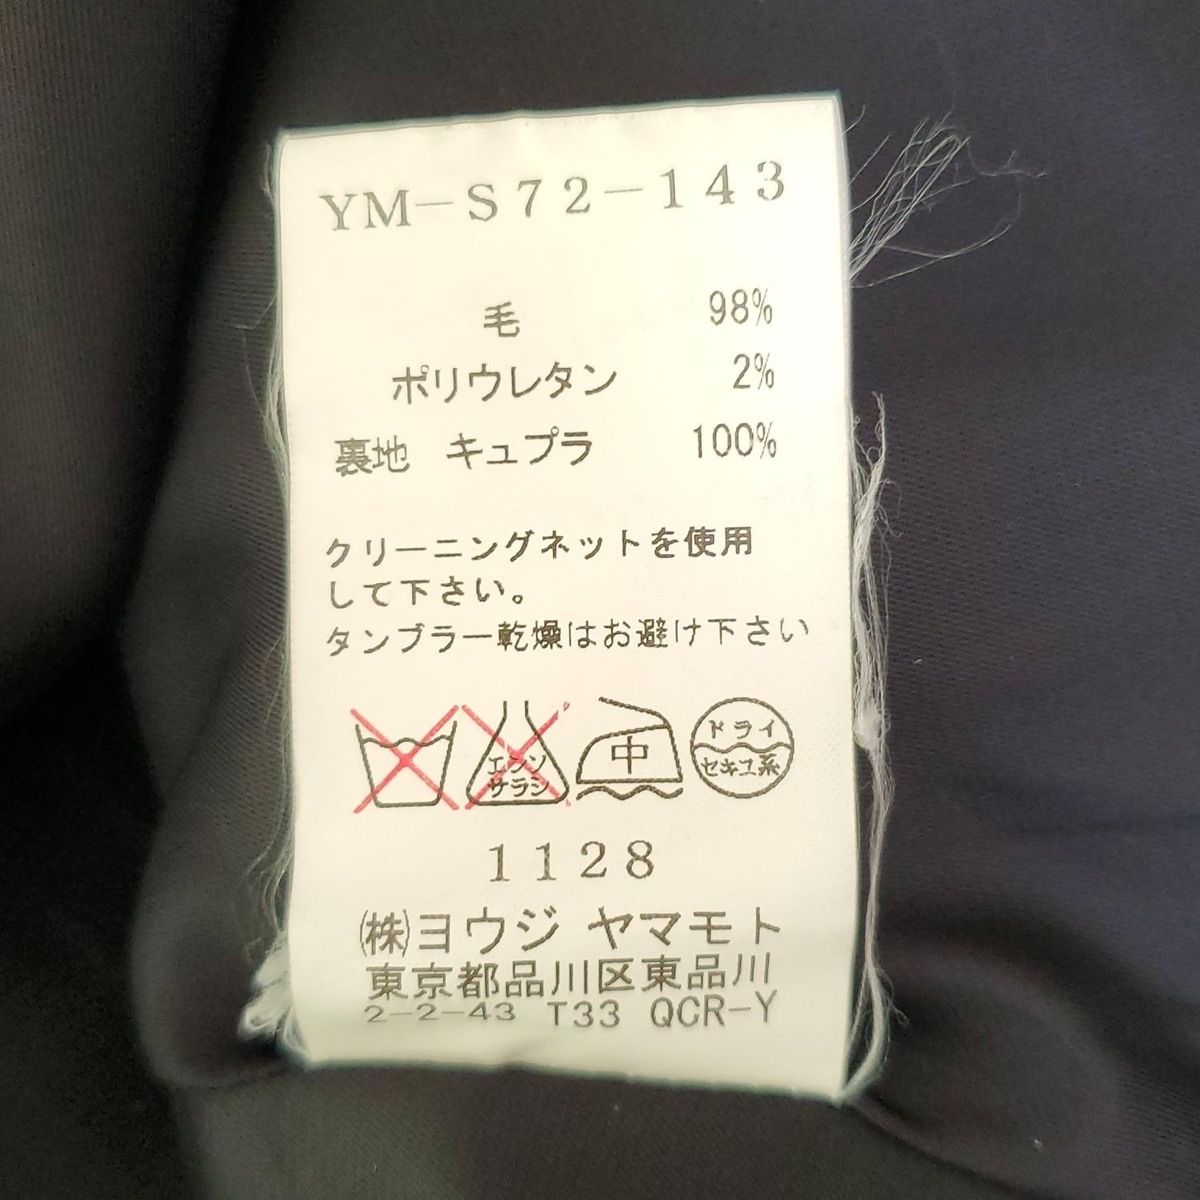 YM-S72-143
毛 98%
ポリウレタン 2%
裏地 キュプラ 100%
クリーニングネットを使用
して下さい。
タンブラー乾燥はお避け下さい
エンソ
サラシ
中
ドライ
セキユ系
1128
㈱ヨウジ ヤマモト
東京都品川区東品川
2-2-43 T33 QCR-Y